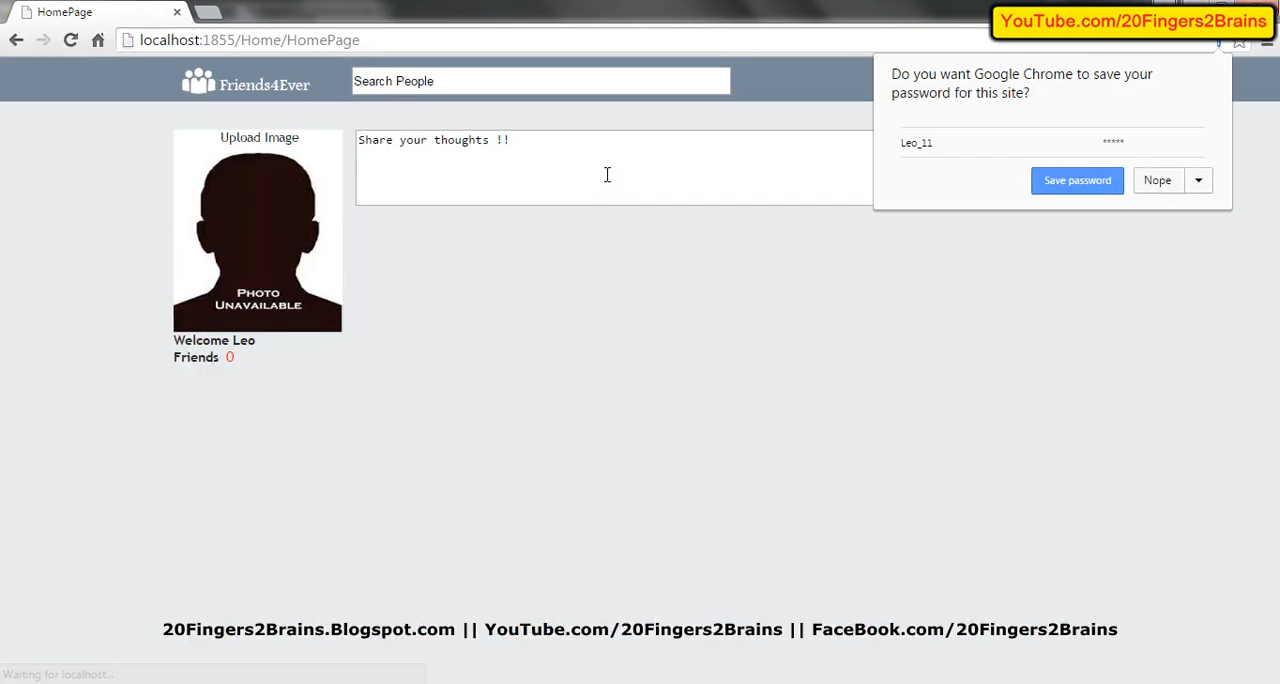 HomePage
YouTube.com/20Fingers2Brains
localhost:1855/Home/HomePage
Friends4Ever
Search People
Do you want Google Chrome to save your
password for this site?
Leo_11 *****
Save password Nope
Upload Image
Share your thoughts !!
PHOTO
UNAVAILABLE
Welcome Leo
Friends 0
20Fingers2Brains.Blogspot.com || YouTube.com/20Fingers2Brains || FaceBook.com/20Fingers2Brains
Waiting for localhost...